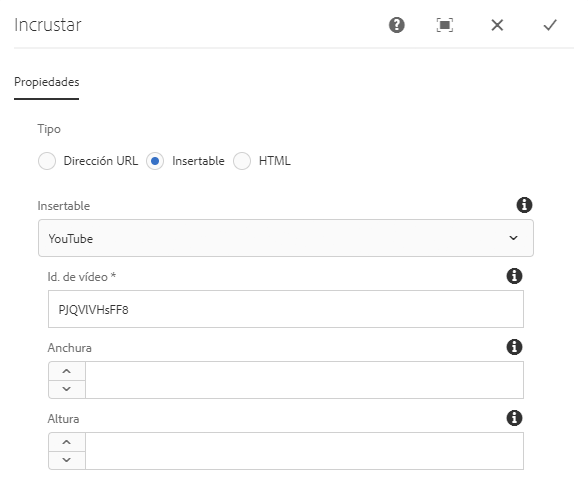 Incrustar
Propiedades
Tipo
Dirección URL Insertable HTML
Insertable
YouTube
Id. de vídeo *
PJQVlVHsFF8
Anchura
Altura